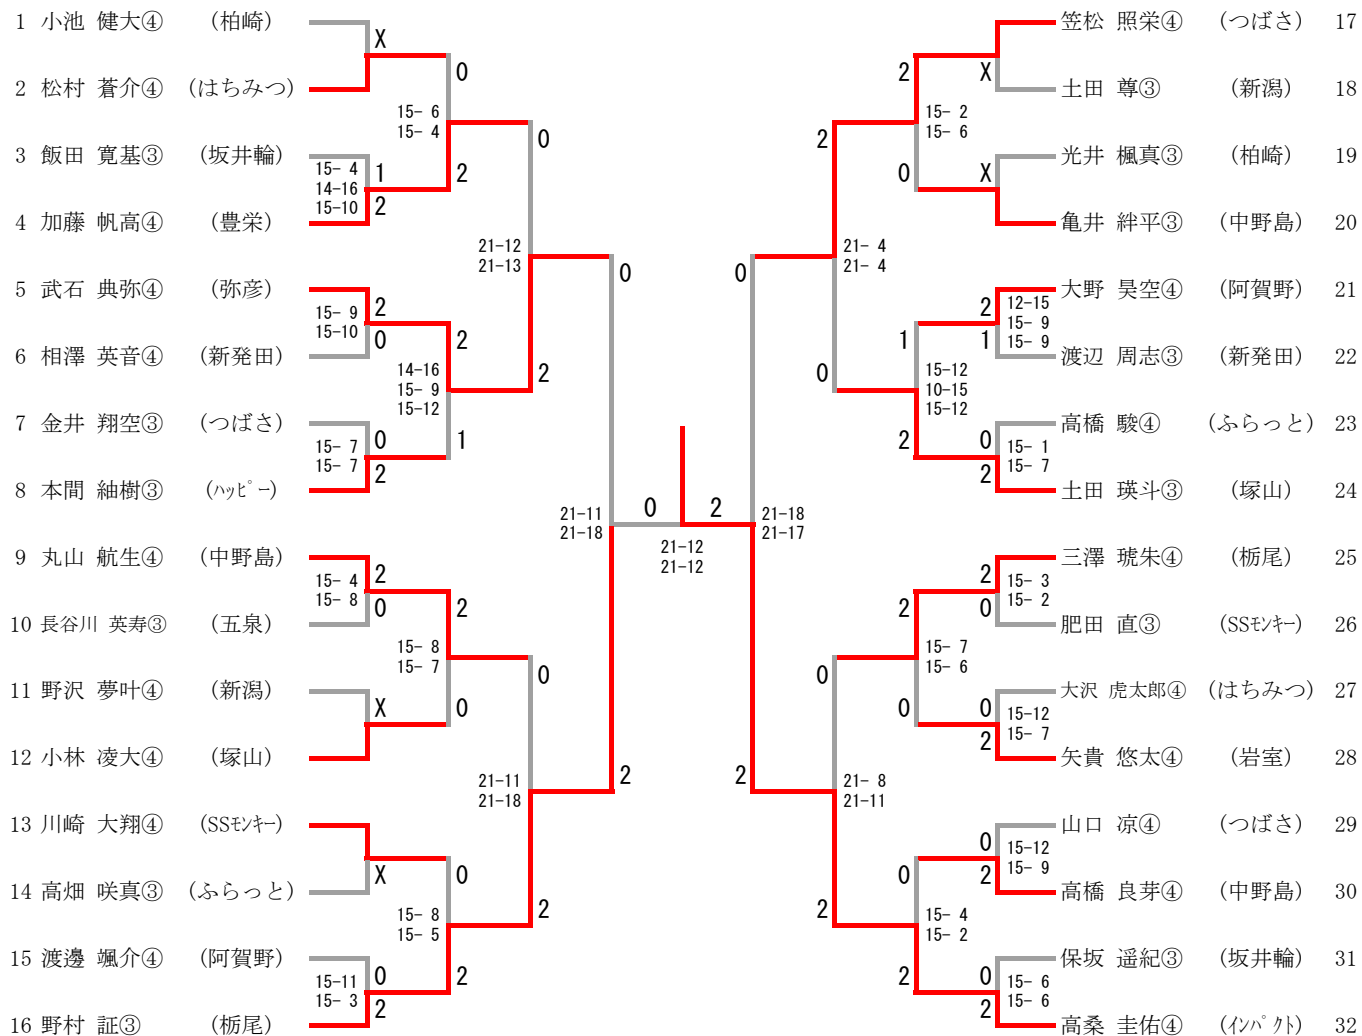 1 小池 健大④ (柏崎)
X
0
2 松村 蒼介④ (はちみつ)
15- 6
15- 4
0
3 飯田 寛基③ (坂井輪)
15- 4
14-16
15-10
1
2
2
4 加藤 帆高④ (豊栄)
21-12
21-13
0
5 武石 典弥④ (弥彦)
15- 9
15-10
2
0
2
6 相澤 英音④ (新発田)
14-16
15- 9
15-12
2
7 金井 翔空③ (つばさ)
15- 7
15- 7
0
2
1
8 本間 紬樹③ (ハッピー)
21-11
21-18
0
2
21-12
21-12
9 丸山 航生④ (中野島)
15- 4
15- 8
2
0
2
10 長谷川 英寿③ (五泉)
15- 8
15- 7
0
11 野沢 夢叶④ (新潟)
X
0
12 小林 凌大④ (塚山)
21-11
21-18
2
13 川崎 大翔④ (SSモンキー)
X
0
14 高畑 咲真③ (ふらっと)
15- 8
15- 5
2
15 渡邊 颯介④ (阿賀野)
15-11
15- 3
0
2
2
16 野村 証③ (栃尾)
笠松 照栄④ (つばさ) 17
X
2
土田 尊③ (新潟) 18
15- 2
15- 6
2
光井 楓真③ (柏崎) 19
X
0
亀井 絆平③ (中野島) 20
21- 4
21- 4
0
大野 昊空④ (阿賀野) 21
2
12-15
15- 9
15- 9
1
1
渡辺 周志③ (新発田) 22
15-12
10-15
15-12
0
高橋 駿④ (ふらっと) 23
0
15- 1
15- 7
2
2
土田 瑛斗③ (塚山) 24
21-18
21-17
三澤 琥朱④ (栃尾) 25
2
15- 3
15- 2
0
2
肥田 直③ (SSモンキー) 26
15- 7
15- 6
0
大沢 虎太郎④ (はちみつ) 27
0
15-12
15- 7
2
0
矢貴 悠太④ (岩室) 28
21- 8
21-11
2
山口 凉④ (つばさ) 29
0
15-12
15- 9
2
0
高橋 良芽④ (中野島) 30
15- 4
15- 2
2
保坂 遥紀③ (坂井輪) 31
0
15- 6
15- 6
2
2
高桑 圭佑④ (インパクト) 32